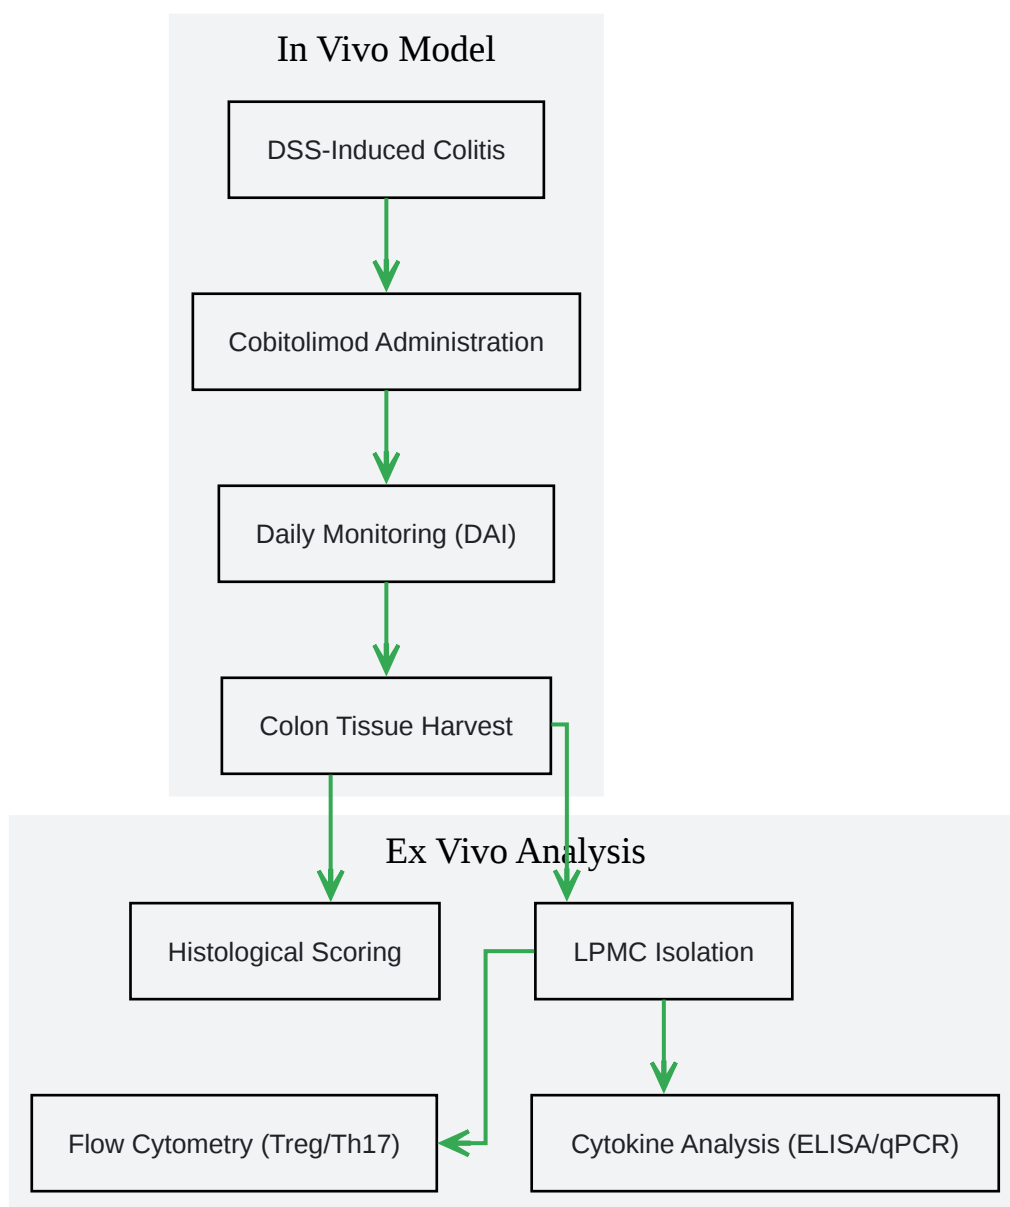 In Vivo Model
DSS-Induced Colitis
Cobitolimod Administration
Daily Monitoring (DAI)
Colon Tissue Harvest
Ex Vivo Analysis
Histological Scoring
LPMC Isolation
Flow Cytometry (Treg/Th17)
Cytokine Analysis (ELISA/qPCR)